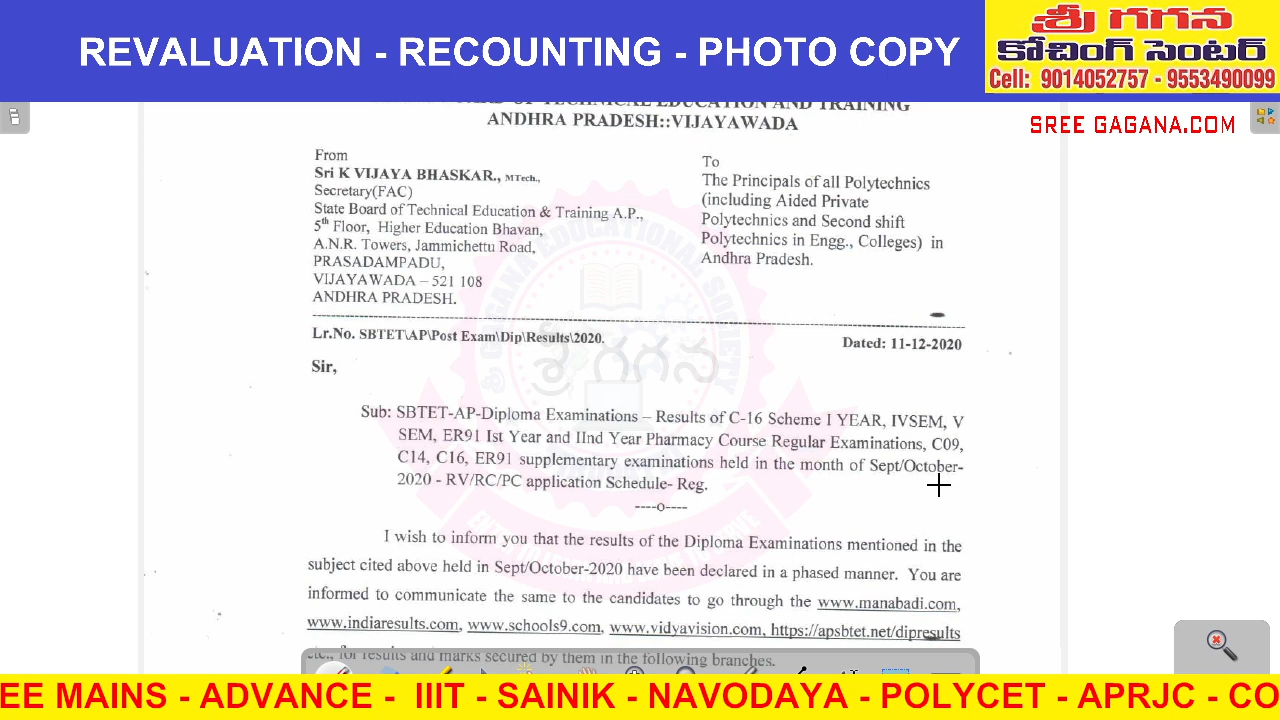 REVALUATION - RECOUNTING - PHOTO COPY
శ్రీ గగన
కోచింగ్ సెంటర్
Cell: 9014052757 - 9553490099
SREE GAGANA.COM
BOARD OF TECHNICAL EDUCATION AND TRAINING
ANDHRA PRADESH::VIJAYAWADA
From
Sri K VIJAYA BHASKAR., MTech.,
Secretary(FAC)
State Board of Technical Education & Training A.P.,
5th Floor, Higher Education Bhavan,
A.N.R. Towers, Jammichettu Road,
PRASADAMPADU,
VIJAYAWADA – 521 108
ANDHRA PRADESH.
To
The Principals of all Polytechnics
(including Aided Private
Polytechnics and Second shift
Polytechnics in Engg., Colleges) in
Andhra Pradesh.
Lr.No. SBTET\AP\Post Exam\Dip\Results\2020.
Dated: 11-12-2020
Sir,
శ్రీ గగన
Sub: SBTET-AP-Diploma Examinations – Results of C-16 Scheme I YEAR, IVSEM, V
SEM, ER91 Ist Year and IInd Year Pharmacy Course Regular Examinations, C09,
C14, C16, ER91 supplementary examinations held in the month of Sept/October-
2020 - RV/RC/PC application Schedule- Reg.
----o----
I wish to inform you that the results of the Diploma Examinations mentioned in the
subject cited above held in Sept/October-2020 have been declared in a phased manner. You are
informed to communicate the same to the candidates to go through the www.manabadi.com,
www.indiaresults.com, www.schools9.com, www.vidyavision.com, https://apsbtet.net/dipresults
etc., for results and marks secured by them in the following branches.
EE MAINS - ADVANCE - IIIT - SAINIK - NAVODAYA - POLYCET - APRJC - CO